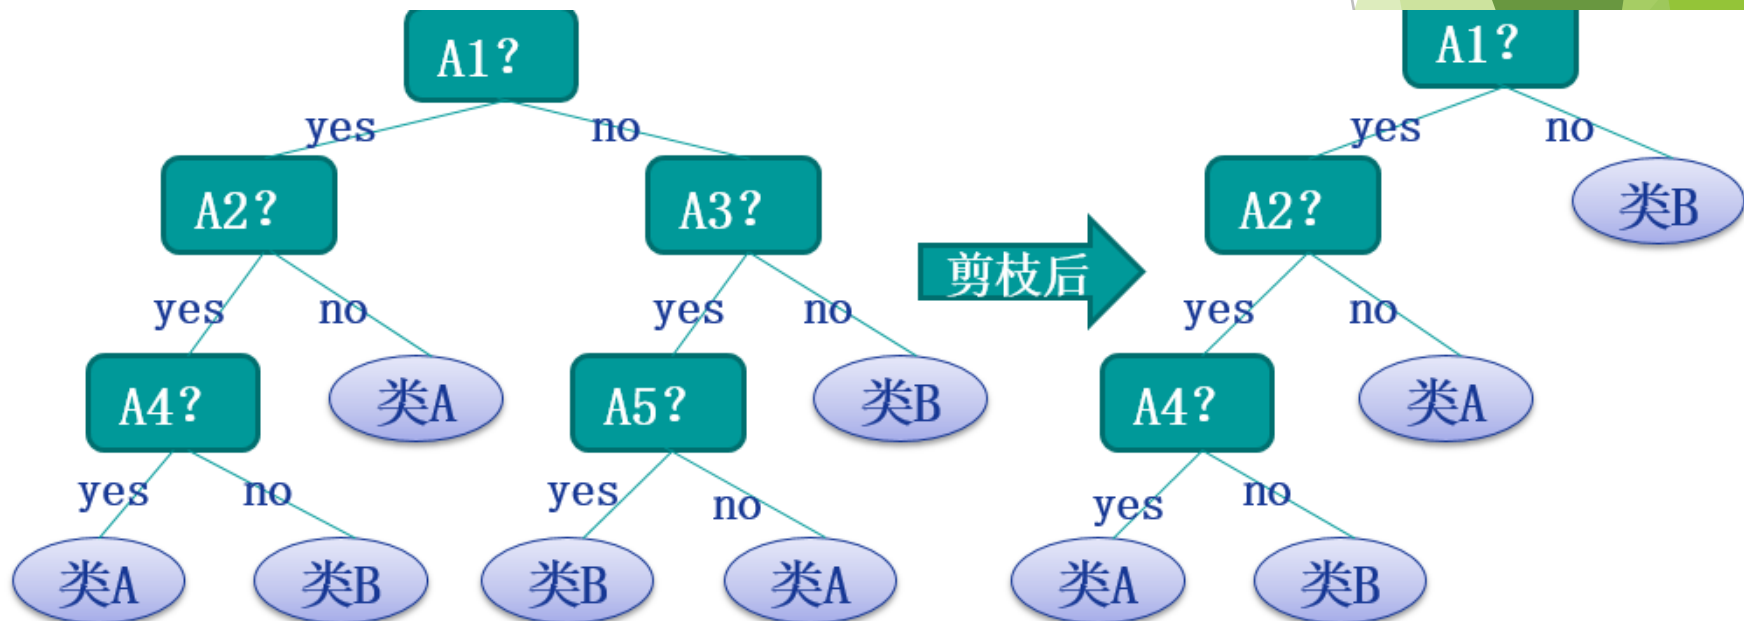 A1?
A1?
yes
no
yes
no
A2?
A3?
A2?
类B
剪枝后
yes
no
yes
no
yes
no
A4?
类A
A5?
类B
A4?
类A
yes
no
yes
no
yes
no
类A
类B
类B
类A
类A
类B